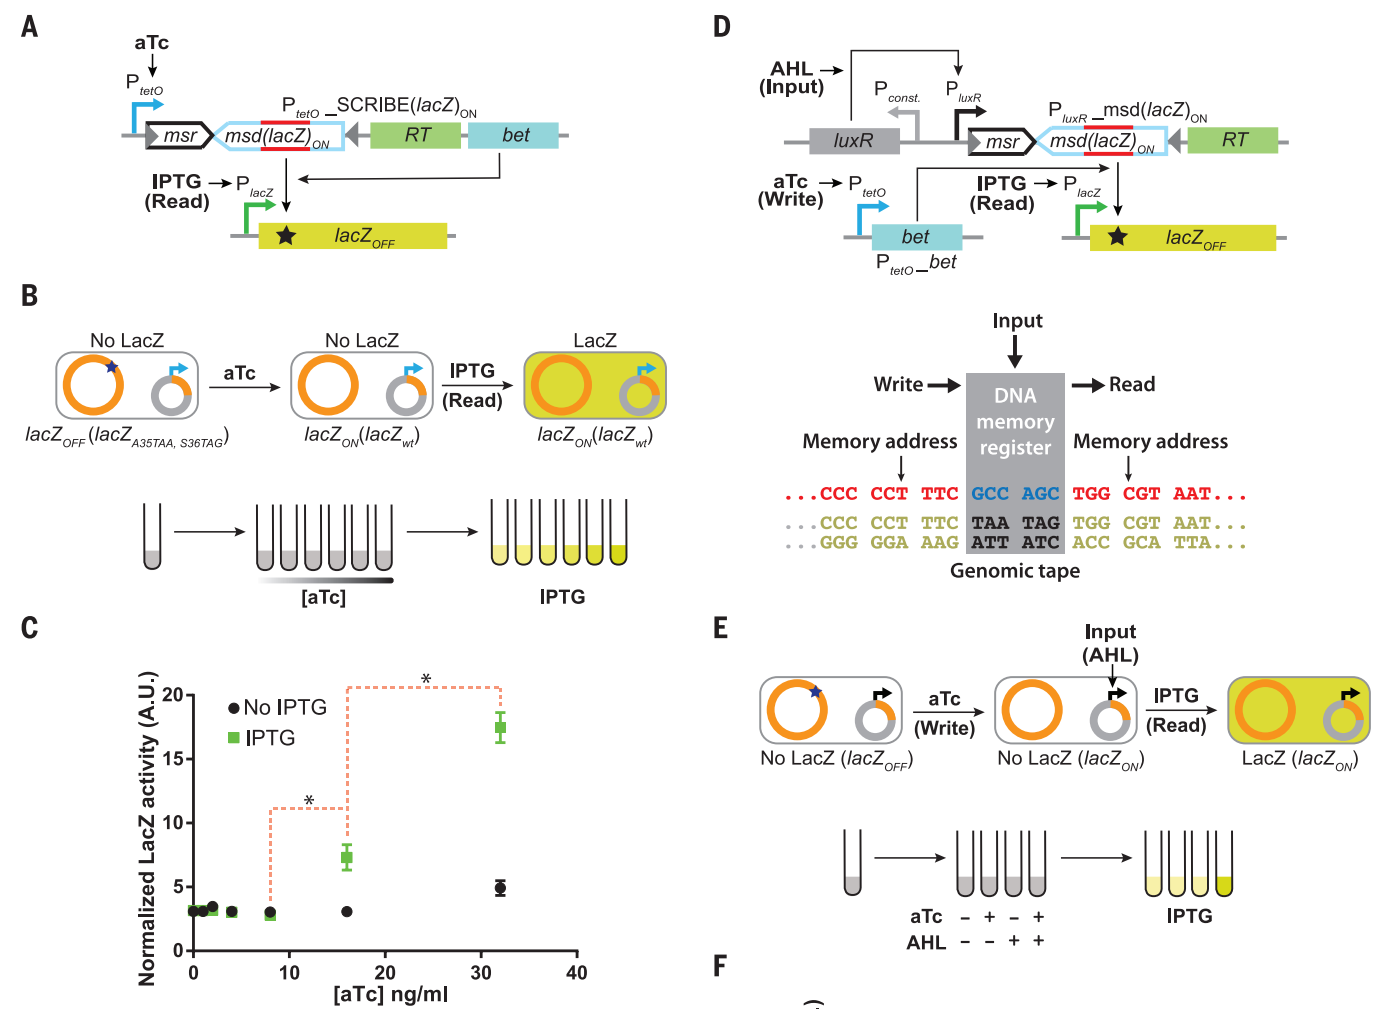 A
aTc
P tetO
P tetO_SCRIBE(lacZ)ON
msr
msd(lacZ)ON
RT
bet
IPTG
(Read)
P lacZ
lacZOFF
B
No LacZ
No LacZ
LacZ
aTc
IPTG
(Read)
lacZOFF (lacZA35TAA, S36TAG)
lacZON(lacZwt)
lacZON(lacZwt)
[aTc]
IPTG
C
Normalized LacZ activity (A.U.)
20
15
10
5
0
No IPTG
IPTG
*
*
0
10
20
30
40
[aTc] ng/ml
D
AHL
(Input)
Pconst.
PluxR
PluxR_msd(lacZ)ON
luxR
msr
msd(lacZ)ON
RT
aTc
(Write)
PtetO
IPTG
(Read)
PlacZ
bet
PtetO_bet
lacZOFF
Input
Write
Read
DNA
memory
register
Memory address
Memory address
...CCC CCT TTC GCC AGC TGG CGT AAT...
...CCC CCT TTC TAA TAG TGG CGT AAT...
...GGG GGA AAG ATT ATC ACC GCA TTA...
Genomic tape
E
Input
(AHL)
aTc
(Write)
IPTG
(Read)
No LacZ (lacZOFF)
No LacZ (lacZON)
LacZ (lacZON)
aTc – + – +
AHL – – + +
IPTG
F